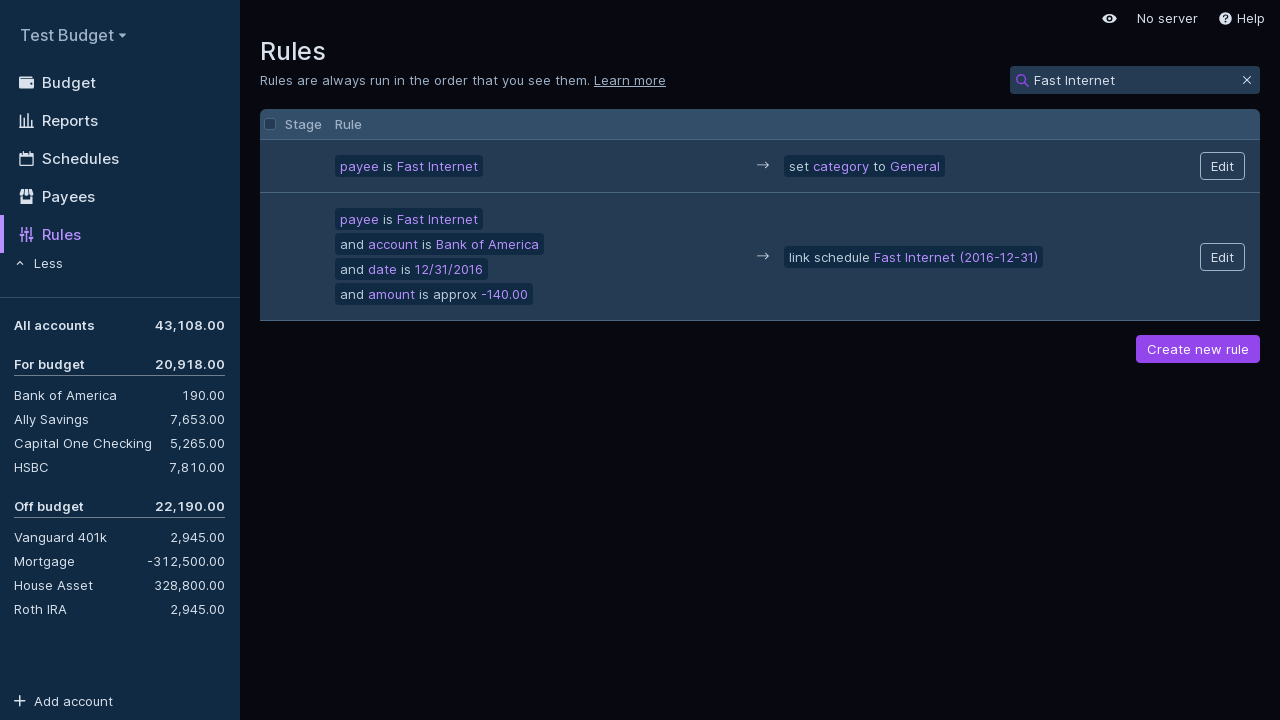 Test Budget
No server
Help
Budget
Reports
Schedules
Payees
Rules
Less
All accounts 43,108.00
For budget 20,918.00
Bank of America 190.00
Ally Savings 7,653.00
Capital One Checking 5,265.00
HSBC 7,810.00
Off budget 22,190.00
Vanguard 401k 2,945.00
Mortgage -312,500.00
House Asset 328,800.00
Roth IRA 2,945.00
Add account
Rules
Rules are always run in the order that you see them. Learn more
Fast Internet
Stage Rule
payee is Fast Internet → set category to General Edit
payee is Fast Internet
and account is Bank of America
and date is 12/31/2016
and amount is approx -140.00
→ link schedule Fast Internet (2016-12-31) Edit
Create new rule